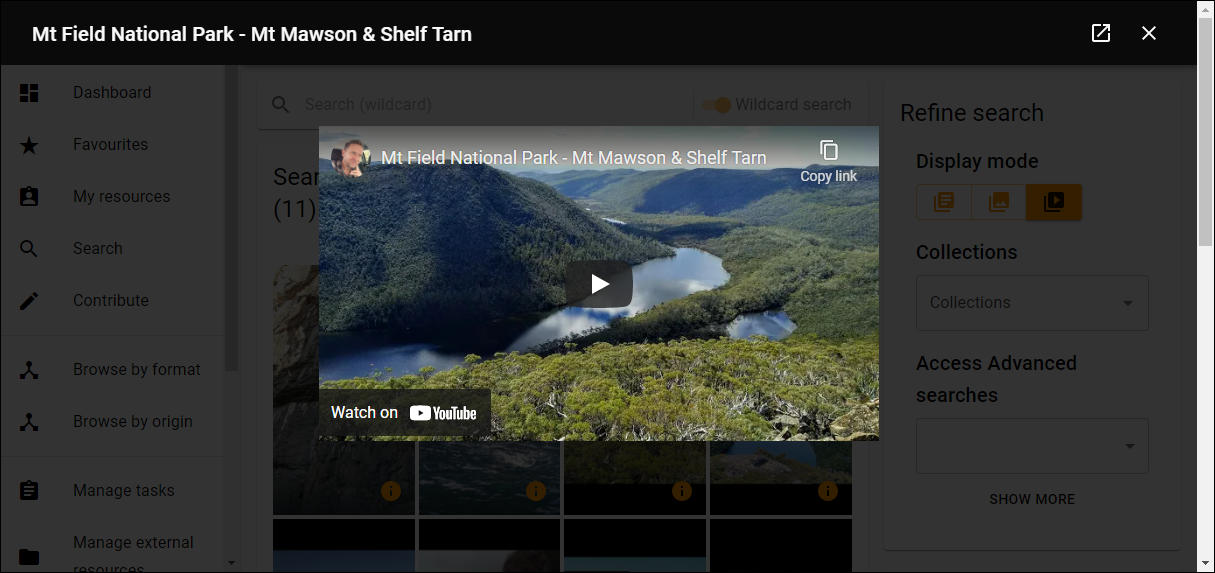 Mt Field National Park - Mt Mawson & Shelf Tarn
Dashboard
Favourites
My resources
Search
Contribute
Browse by format
Browse by origin
Manage tasks
Manage external
resources
Search (wildcard)
Wildcard search
Sear
(11)
Mt Field National Park - Mt Mawson & Shelf Tarn
Copy link
Watch on YouTube
Refine search
Display mode
Collections
Collections
Access Advanced
searches
SHOW MORE